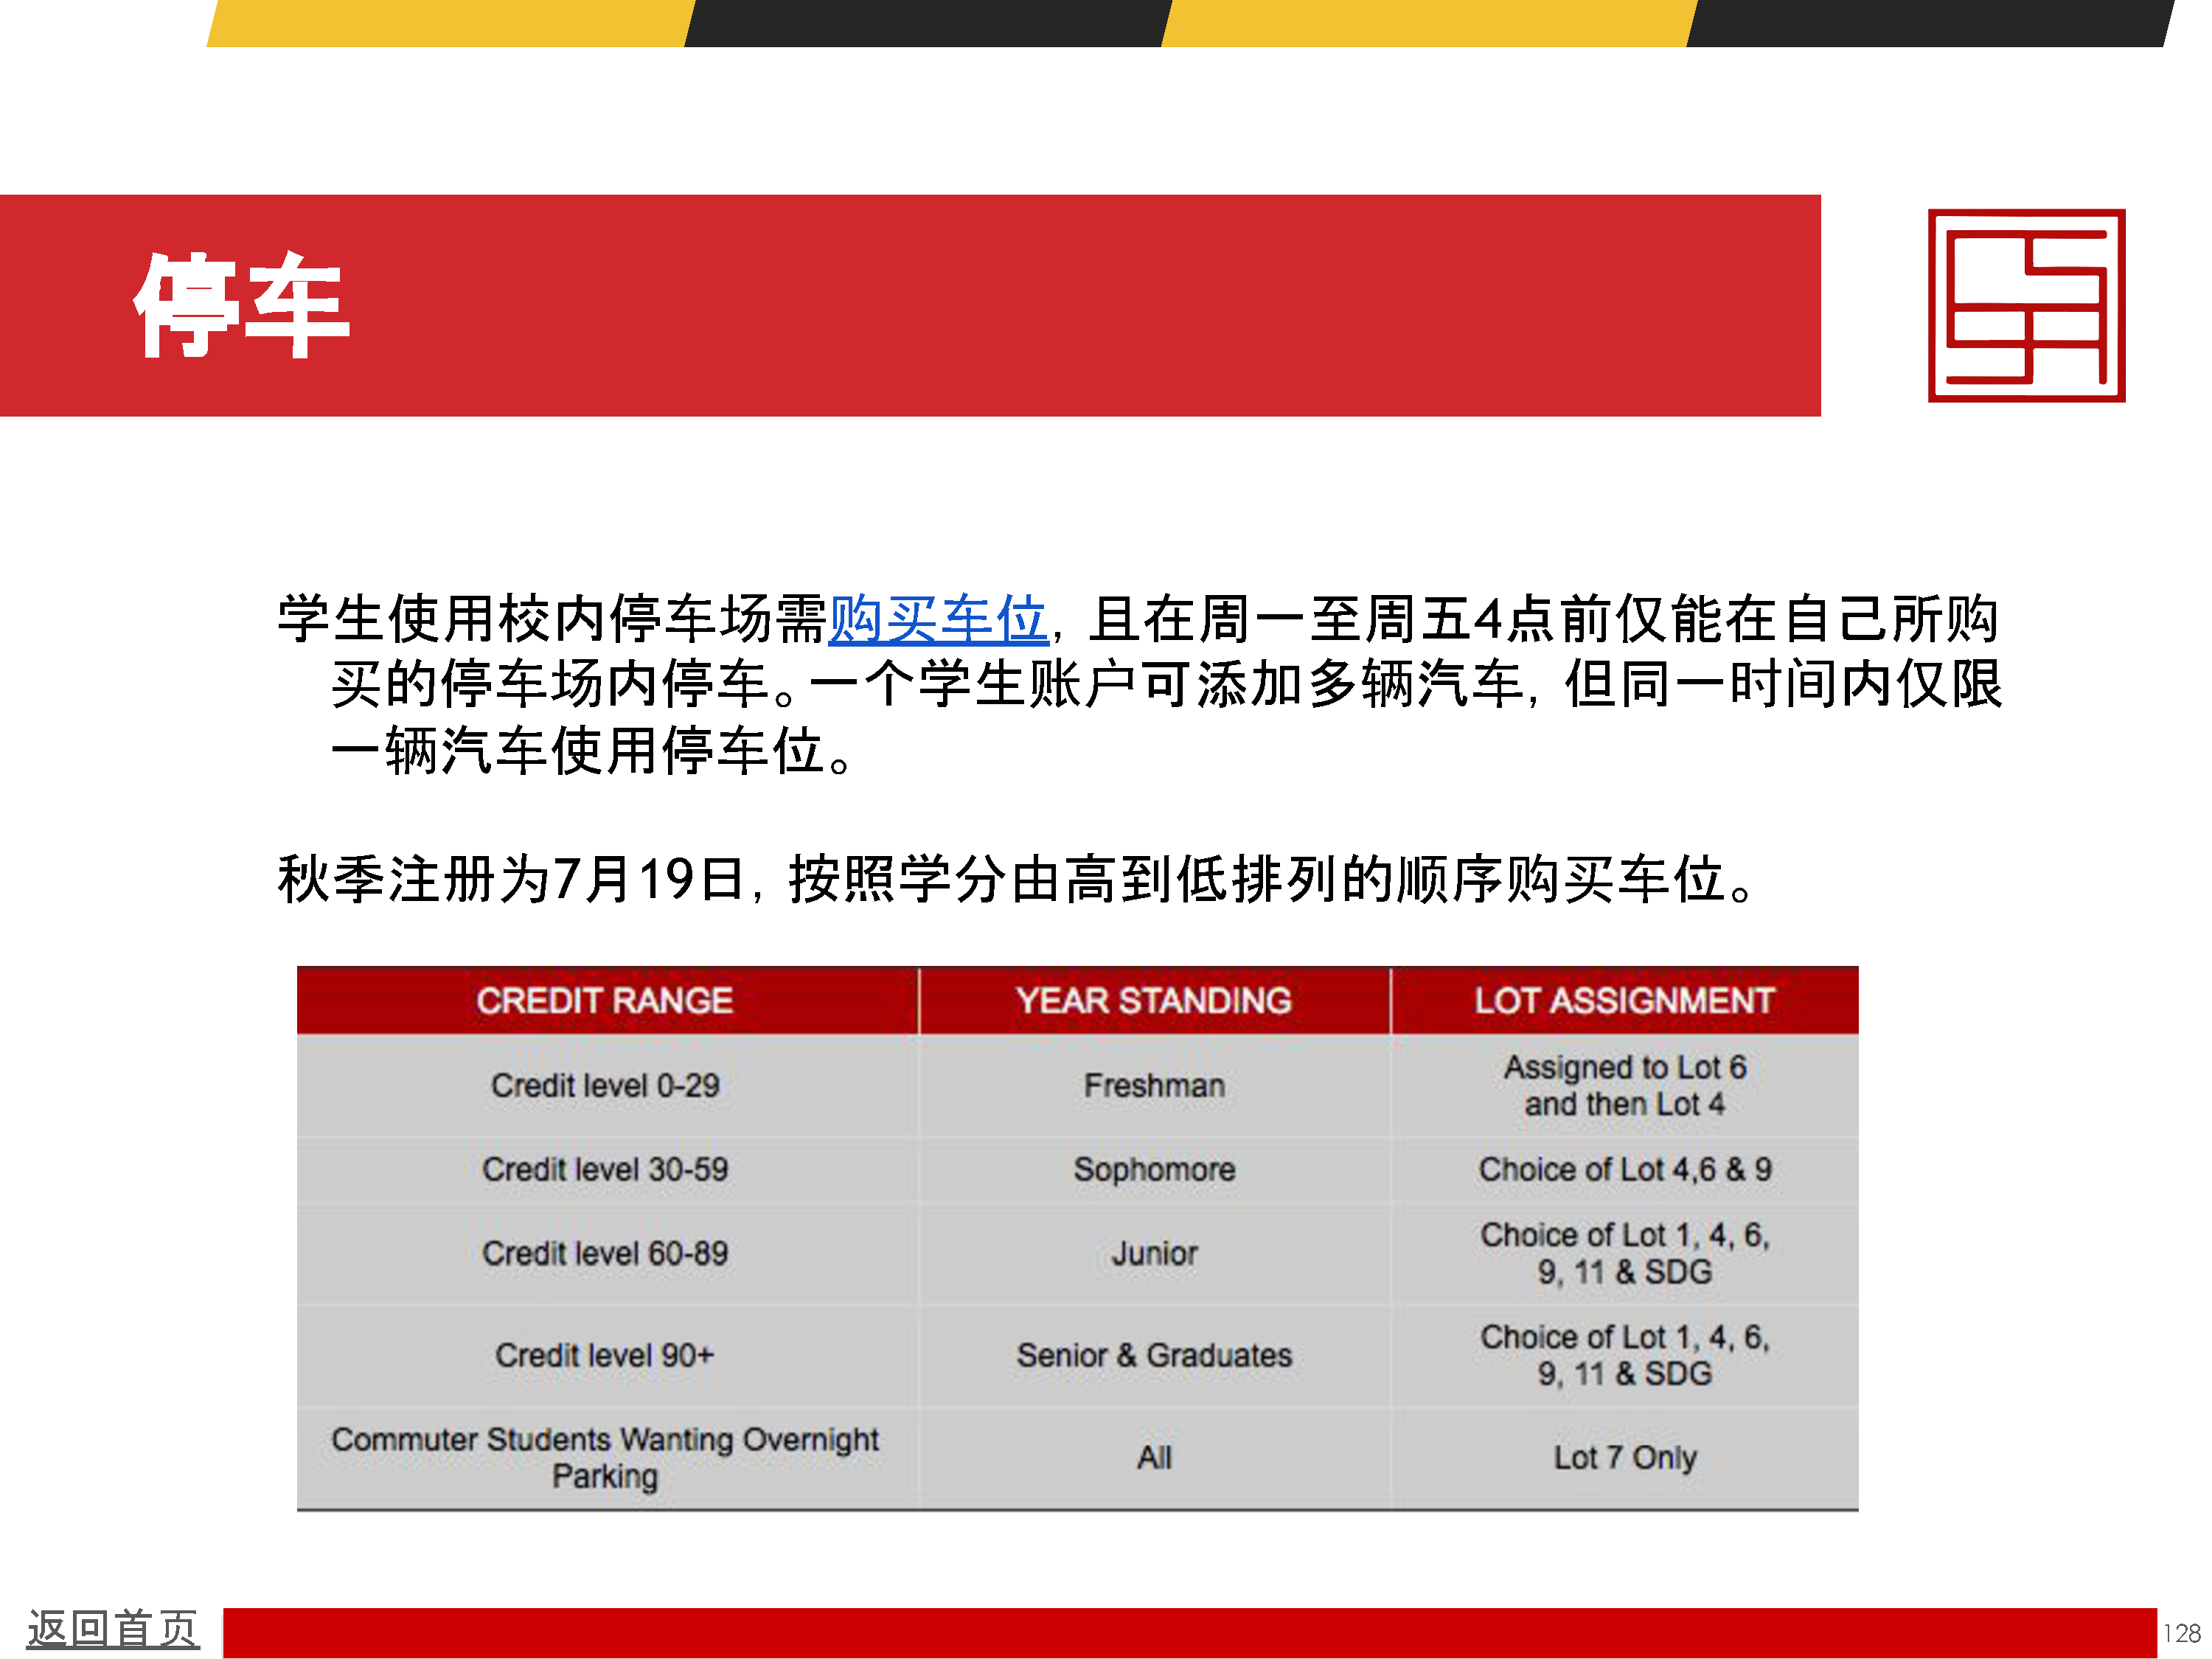 停车
学生使用校内停车场需购买车位，且在周一至周五4点前仅能在自己所购
买的停车场内停车。一个学生账户可添加多辆汽车，但同一时间内仅限
一辆汽车使用停车位。
秋季注册为7月19日，按照学分由高到低排列的顺序购买车位。
CREDIT RANGE YEAR STANDING LOT ASSIGNMENT
Credit level 0-29 Freshman Assigned to Lot 6
and then Lot 4
Credit level 30-59 Sophomore Choice of Lot 4,6 & 9
Credit level 60-89 Junior Choice of Lot 1, 4, 6,
9, 11 & SDG
Credit level 90+ Senior & Graduates Choice of Lot 1, 4, 6,
9, 11 & SDG
Commuter Students Wanting Overnight
Parking All Lot 7 Only
返回首页
128